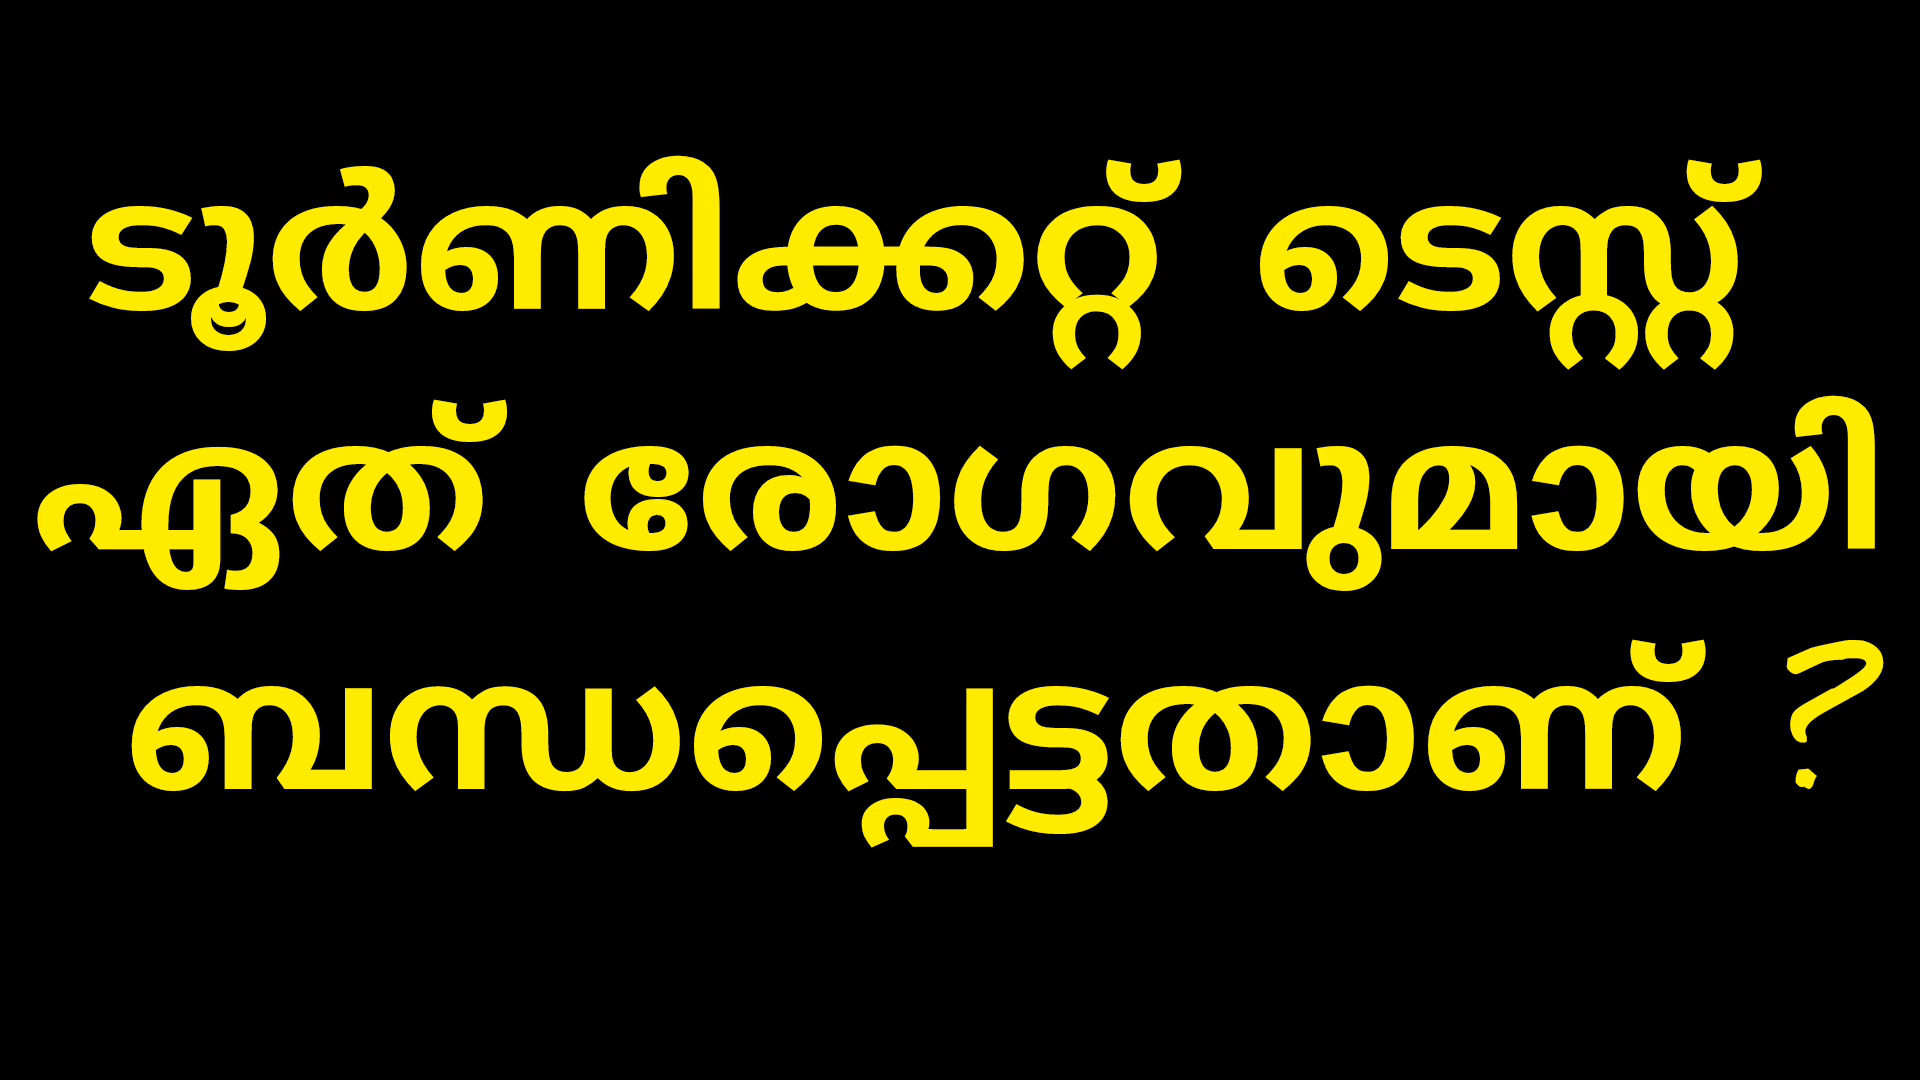 ടൂർണിക്കറ്റ് ടെസ്റ്റ്
ഏത് രോഗവുമായി
ബന്ധപ്പെട്ടതാണ് ?